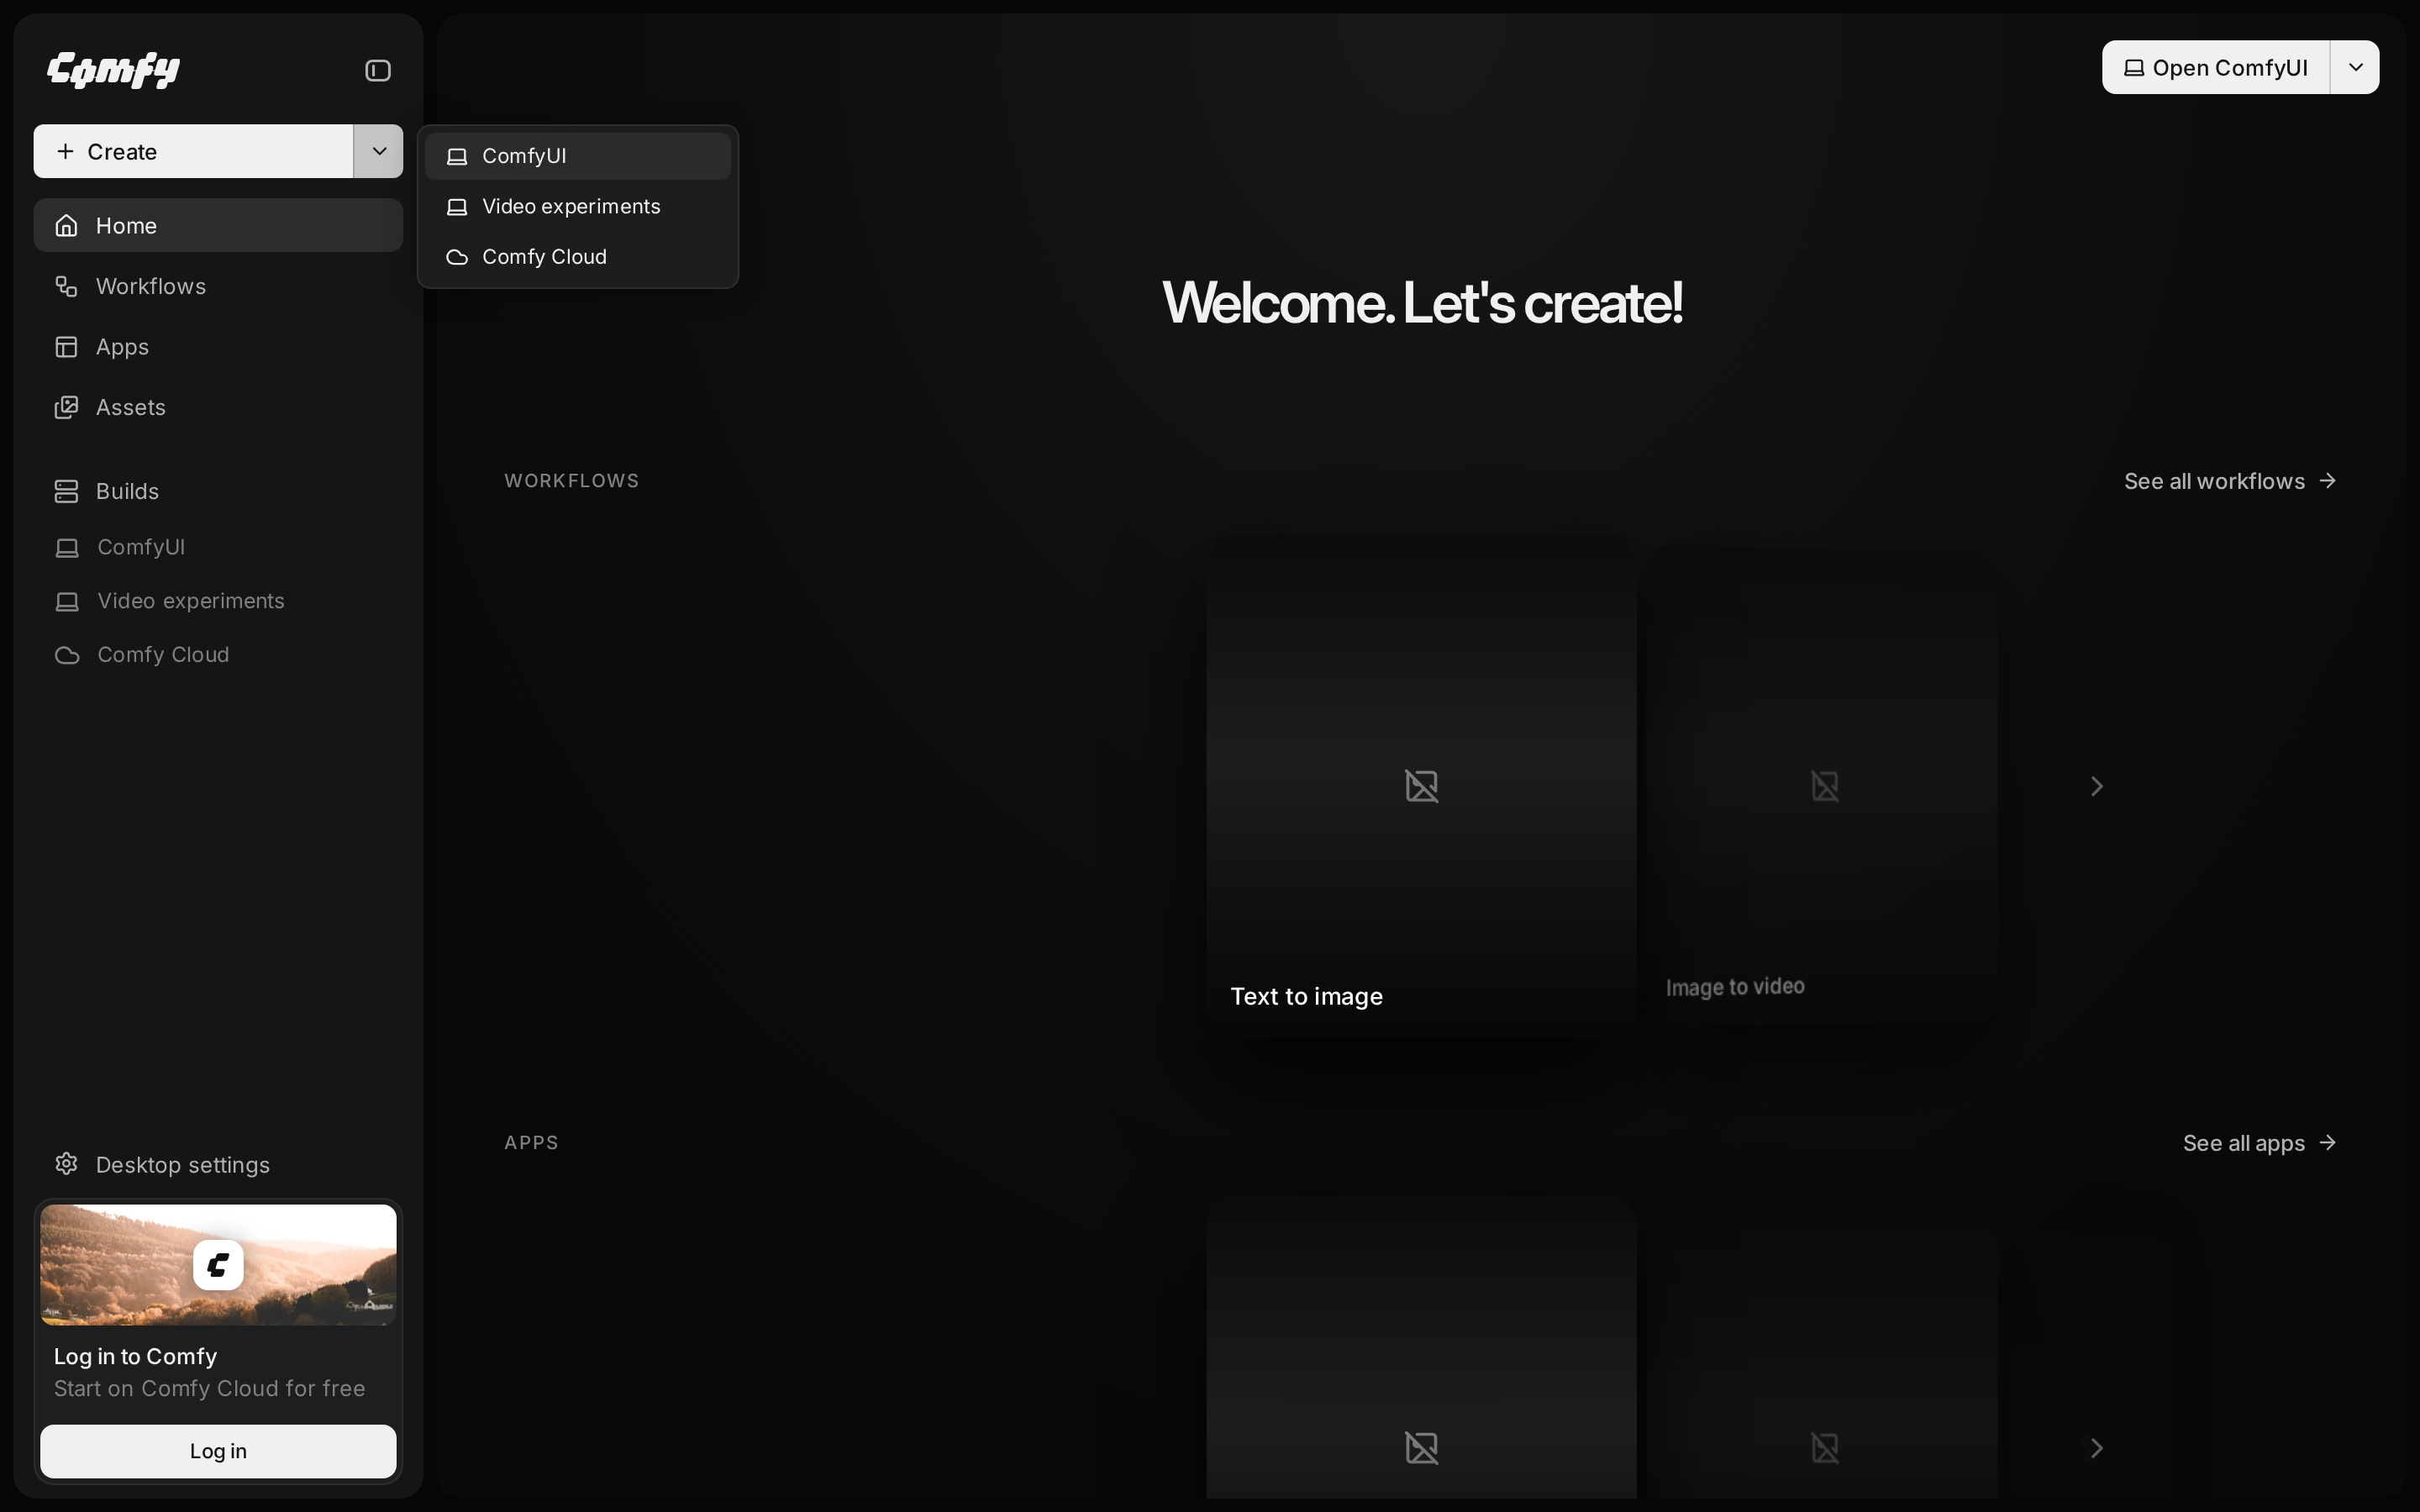 Comfy
Create
Home
Workflows
Apps
Assets
Builds
ComfyUI
Video experiments
Comfy Cloud
Desktop settings
Log in to Comfy
Start on Comfy Cloud for free
Log in
ComfyUI
Video experiments
Comfy Cloud
Open ComfyUI
Welcome. Let's create!
WORKFLOWS
See all workflows
Text to image
Image to video
APPS
See all apps